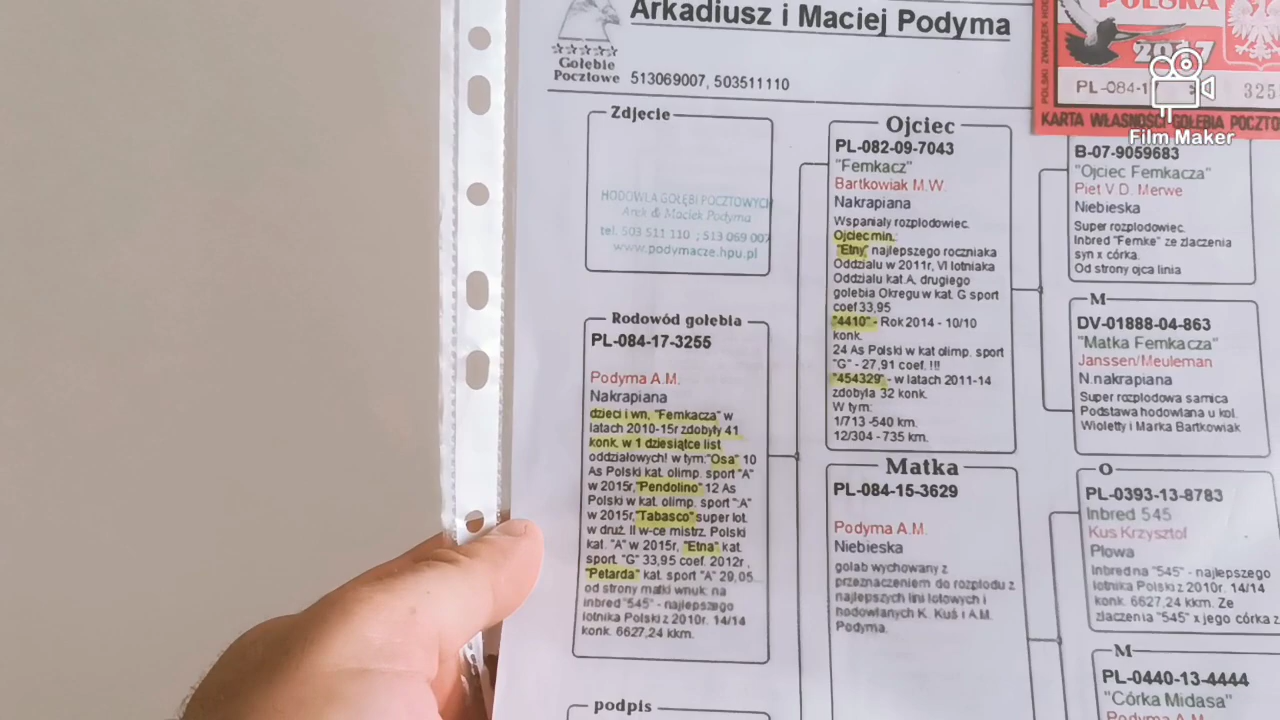 Arkadiusz i Maciej Podyma
Gołębie
Pocztowe
513069007, 503511110
POLSKI ZWIĄZEK HOD
POLSKA
2017
PL-084-17
325
KARTA WŁASNOŚCI GOŁĘBIA POCZTO
Film Maker
Zdjecie
HODOWLA GOŁĘBI POCZTOWYCH
Arek & Maciek Podyma
tel. 503 511 110 ; 513 069 007
www.podymacze.hpu.pl
Rodowód gołębia
PL-084-17-3255
Podyma A.M.
Nakrapiana
dzieci i wn. "Femkacza" w
latach 2010-15r zdobyły 41
konk. w 1 dziesiątce list
oddziałowych! w tym:"Osa" 10
As Polski kat. olimp. sport "A"
w 2015r,"Pendolino" 12 As
Polski w kat. olimp. sport ":A"
w 2015r,"Tabasco" super lot.
w druż. II w-ce mistrz. Polski
kat. "A" w 2015r, "Etna" kat.
sport. "G" 33,95 coef. 2012r ,
"Petarda" kat. sport "A" 29,05.
od strony matki wnuk: na
inbred "545" - najlepszego
lotnika Polski z 2010r. 14/14
konk. 6627,24 kkm.
podpis
Ojciec
PL-082-09-7043
"Femkacz"
Bartkowiak M.W.
Nakrapiana
Wspaniały rozpłodowiec.
Ojciec min.:
"Etny" najlepszego roczniaka
Oddziału w 2011r, VI lotniaka
Oddziału kat.A, drugiego
gołebia Okregu w kat. G sport
coef 33,95
"4410" - Rok 2014 - 10/10
konk.
24 As Polski w kat olimp. sport
"G" - 27,91 coef. !!!
"454329" - w latach 2011-14
zdobyła 32 konk.
W tym:
1/713 -540 km.
12/304 - 735 km.
Matka
PL-084-15-3629
Podyma A.M.
Niebieska
gołąb wychowany z
przeznaczeniem do rozpłodu z
najlepszych lini lotowych i
hodowlanych K. Kuś i A.M.
Podyma.
B-07-9059683
"Ojciec Femkacza"
Piet V.D. Merwe
Niebieska
Super rozpłodowiec.
Inbred "Femke" ze złaczenia
syn x córka.
Od strony ojca linia
M
DV-01888-04-863
"Matka Femkacza"
Janssen/Meuleman
N.nakrapiana
Super rozpłodowa samica
Podstawa hodowlana u kol.
Wioletty i Marka Bartkowiak
O
PL-0393-13-8783
Inbred 545
Kus Krzysztof
Płowa
Inbred na "545" - najlepszego
lotnika Polski z 2010r. 14/14
konk. 6627,24 kkm. Ze
złaczenia "545" x jego córka z
M
PL-0440-13-4444
"Córka Midasa"
Podyma A.M.